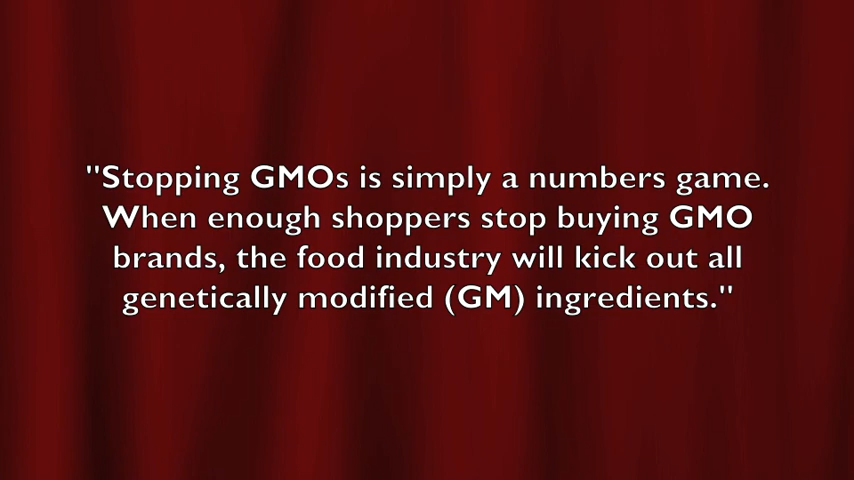 "Stopping GMOs is simply a numbers game.
When enough shoppers stop buying GMO
brands, the food industry will kick out all
genetically modified (GM) ingredients."